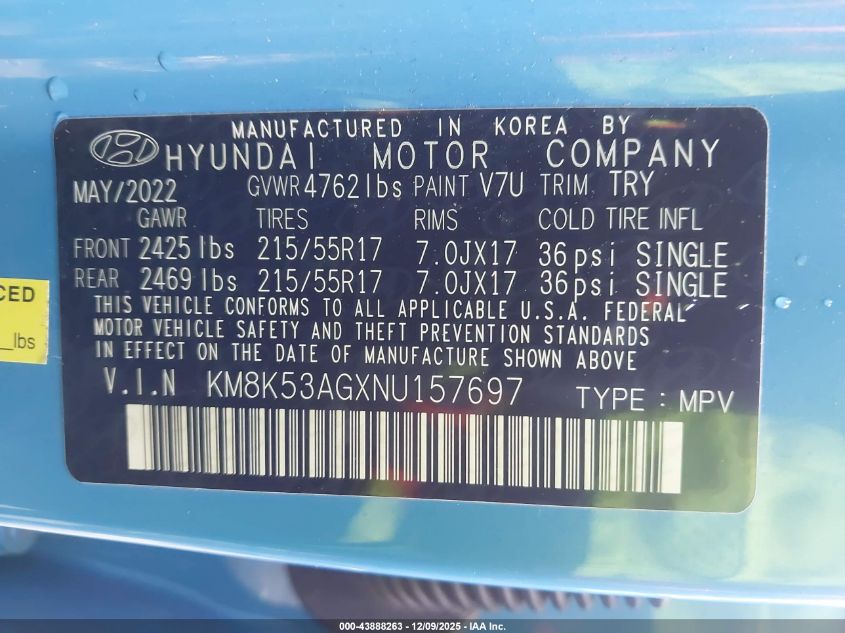 MANUFACTURED IN KOREA BY
HYUNDAI MOTOR COMPANY
MAY/2022 GVWR 4762 lbs PAINT V7U TRIM TRY
GAWR TIRES RIMS COLD TIRE INFL
FRONT 2425 lbs 215/55R17 7.0JX17 36psi SINGLE
REAR 2469 lbs 215/55R17 7.0JX17 36psi SINGLE
THIS VEHICLE CONFORMS TO ALL APPLICABLE U.S.A. FEDERAL
MOTOR VEHICLE SAFETY AND THEFT PREVENTION STANDARDS
IN EFFECT ON THE DATE OF MANUFACTURE SHOWN ABOVE
V.I.N KM8K53AGXNU157697 TYPE : MPV
CED
lbs
000-43888263 - 12/09/2025 - IAA Inc.